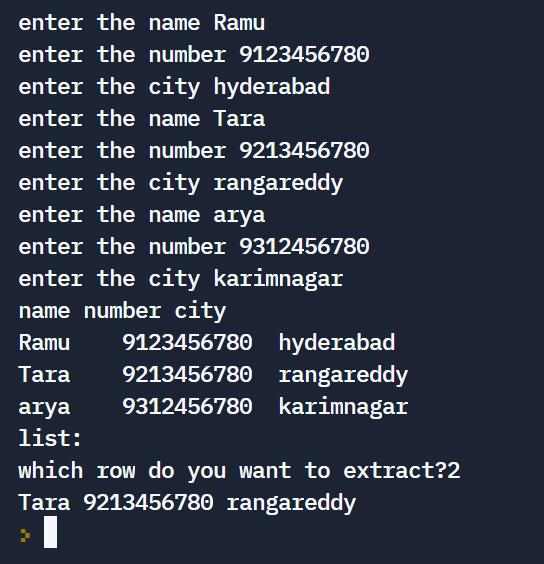 enter the name Ramu
enter the number 9123456780
enter the city hyderabad
enter the name Tara
enter the number 9213456780
enter the city rangareddy
enter the name arya
enter the number 9312456780
enter the city karimnagar
name number city
Ramu    9123456780  hyderabad
Tara    9213456780  rangareddy
arya    9312456780  karimnagar
list:
which row do you want to extract?2
Tara 9213456780 rangareddy
>